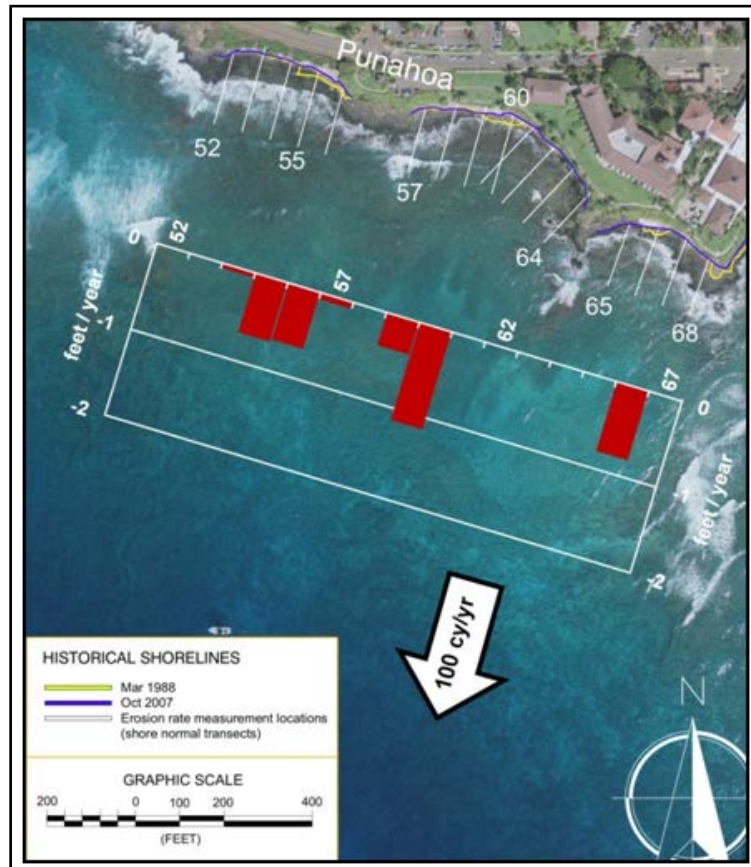 Punahoa
60
52
55
57
64
65
68
0
52
57
62
67
0
feet / year
-1
-2
-1
feet / year
-2
100 cy/yr
HISTORICAL SHORELINES
Mar 1988
Oct 2007
Erosion rate measurement locations
(shore normal transects)
GRAPHIC SCALE
200 0 100 200 400
(FEET)
N